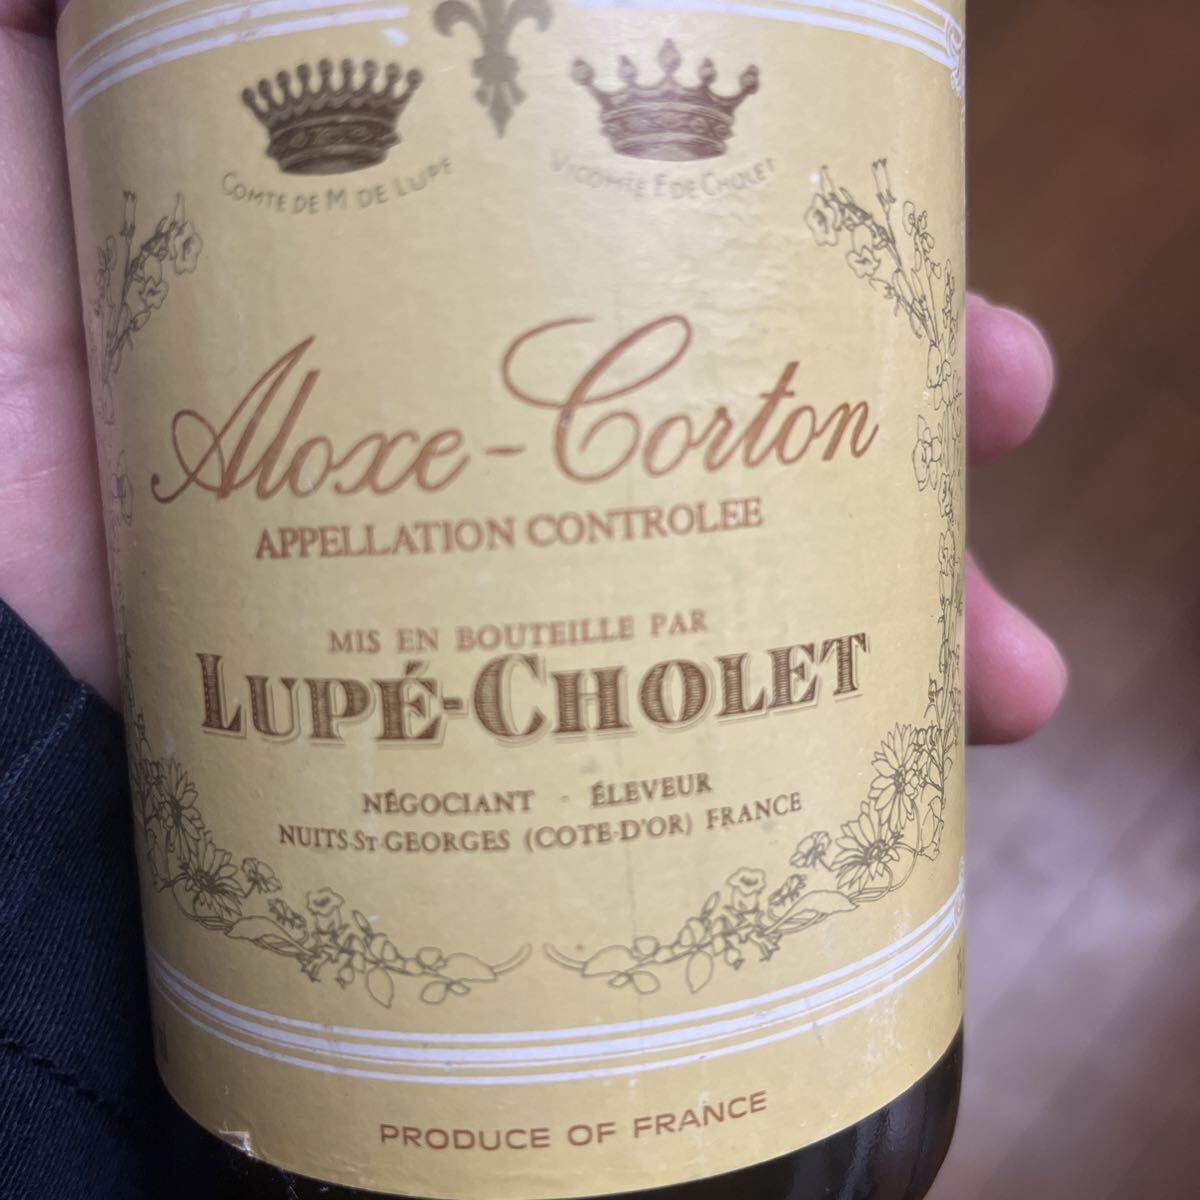 COMTE DE M DE LUPE
VICOMTE F DE CHOLET
Aloxe-Corton
APPELLATION CONTROLEE
MIS EN BOUTEILLE PAR
LUPÉ-CHOLET
NÉGOCIANT - ÉLEVEUR
NUITS-ST-GEORGES (COTE-D'OR) FRANCE
PRODUCE OF FRANCE